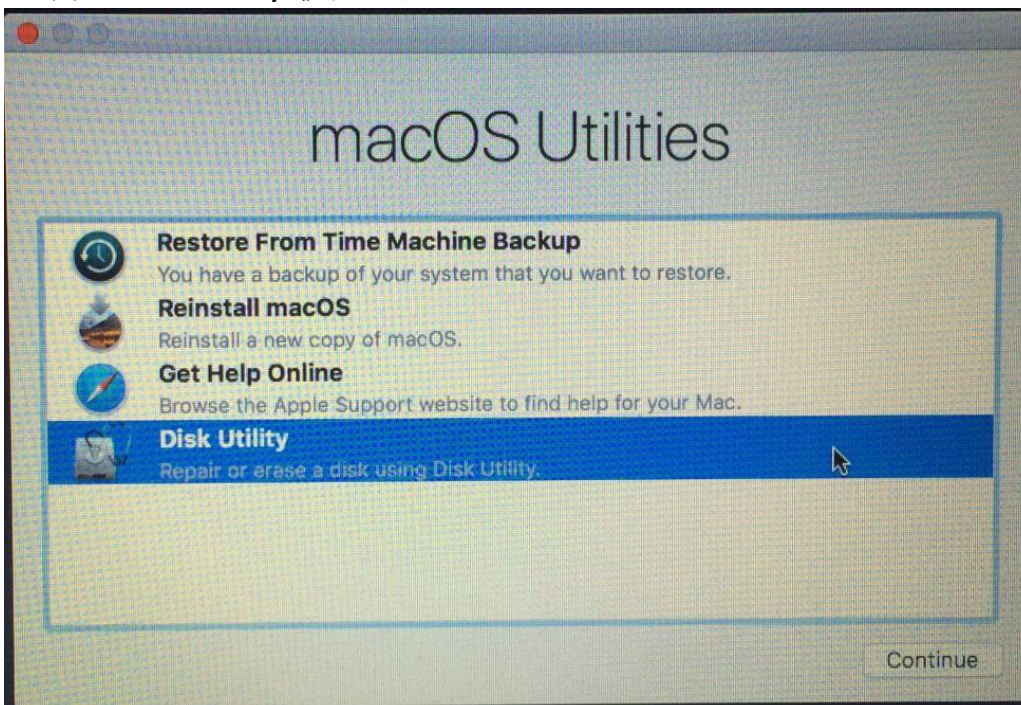 macOS Utilities
Restore From Time Machine Backup
You have a backup of your system that you want to restore.
Reinstall macOS
Reinstall a new copy of macOS.
Get Help Online
Browse the Apple Support website to find help for your Mac.
Disk Utility
Repair or erase a disk using Disk Utility.
Continue